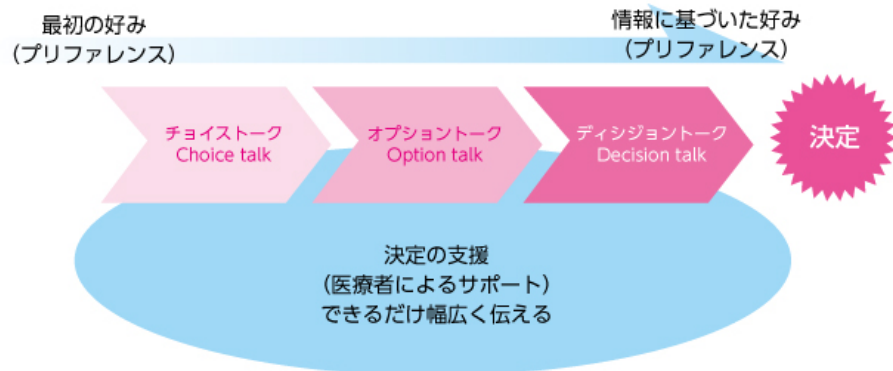 最初の好み
（プリファレンス）
情報に基づいた好み
（プリファレンス）
チョイストーク
Choice talk
オプショントーク
Option talk
ディシジョントーク
Decision talk
決定
決定の支援
（医療者によるサポート）
できるだけ幅広く伝える